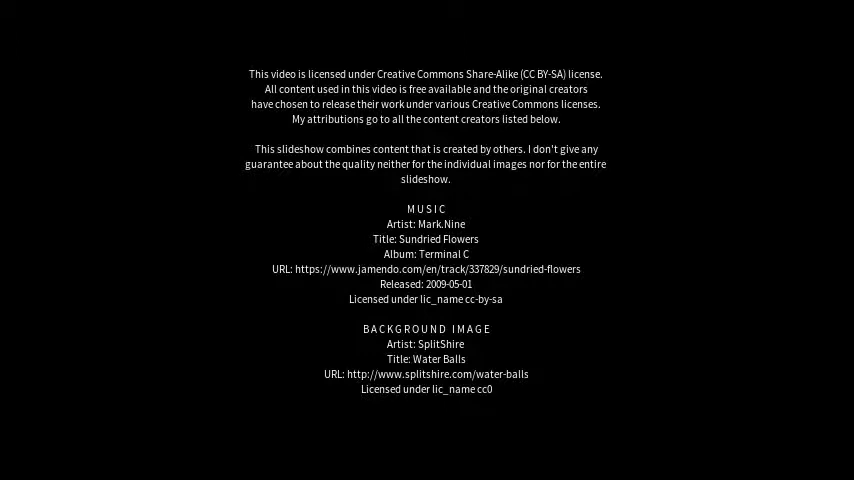 This video is licensed under Creative Commons Share-Alike (CC BY-SA) license.
All content used in this video is free available and the original creators
have chosen to release their work under various Creative Commons licenses.
My attributions go to all the content creators listed below.
This slideshow combines content that is created by others. I don't give any
guarantee about the quality neither for the individual images nor for the entire
slideshow.
MUSIC
Artist: Mark.Nine
Title: Sundried Flowers
Album: Terminal C
URL: https://www.jamendo.com/en/track/337829/sundried-flowers
Released: 2009-05-01
Licensed under lic_name cc-by-sa
BACKGROUND IMAGE
Artist: SplitShire
Title: Water Balls
URL: http://www.splitshire.com/water-balls
Licensed under lic_name cc0